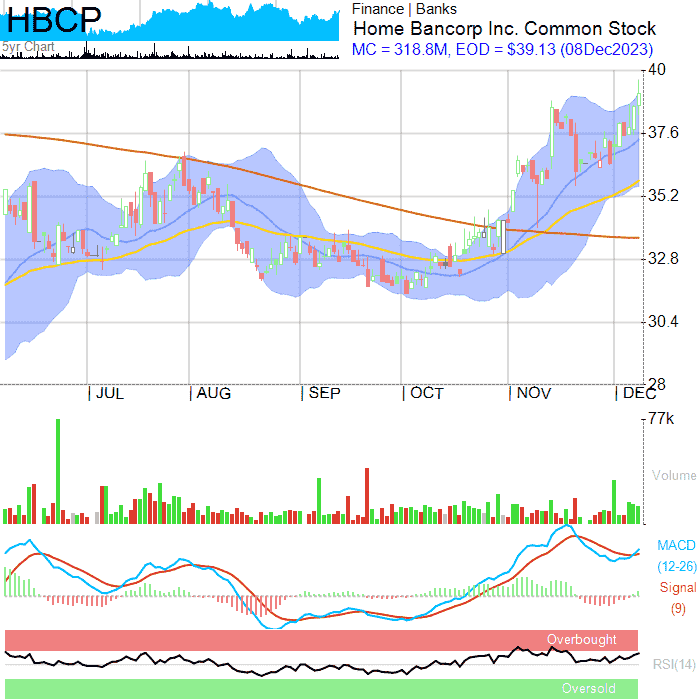 HBCP
5yr Chart
Finance | Banks
Home Bancorp Inc. Common Stock
MC = 318.8M, EOD = $39.13 (08Dec2023)
40
37.6
35.2
32.8
30.4
28
| JUL | AUG | SEP | OCT | NOV | DEC
77k
Volume
MACD
(12-26)
Signal
(9)
Overbought
RSI(14)
Oversold